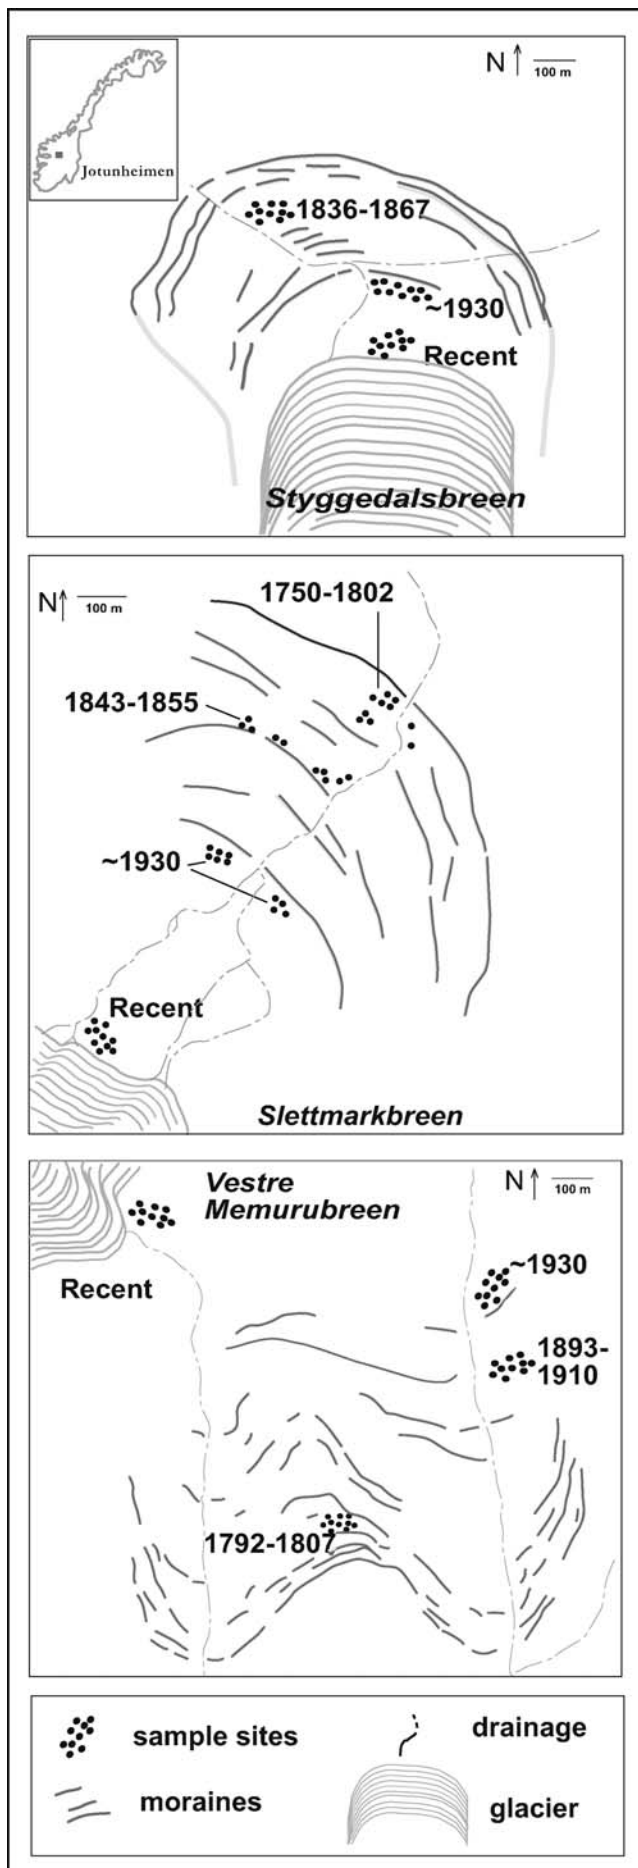 N
100 m
Jotunheimen
1836-1867
~1930
Recent
Styggedalsbreen
N
100 m
1750-1802
1843-1855
~1930
Recent
Slettmarkbreen
Vestre
Memurubreen
N
100 m
Recent
~1930
1893-
1910
1792-1807
sample sites
drainage
moraines
glacier